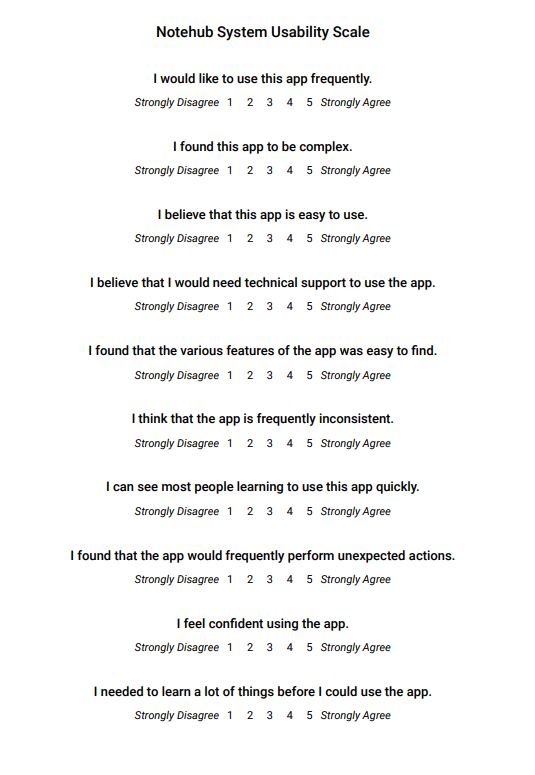 Notehub System Usability Scale
I would like to use this app frequently.
Strongly Disagree 1 2 3 4 5 Strongly Agree
I found this app to be complex.
Strongly Disagree 1 2 3 4 5 Strongly Agree
I believe that this app is easy to use.
Strongly Disagree 1 2 3 4 5 Strongly Agree
I believe that I would need technical support to use the app.
Strongly Disagree 1 2 3 4 5 Strongly Agree
I found that the various features of the app was easy to find.
Strongly Disagree 1 2 3 4 5 Strongly Agree
I think that the app is frequently inconsistent.
Strongly Disagree 1 2 3 4 5 Strongly Agree
I can see most people learning to use this app quickly.
Strongly Disagree 1 2 3 4 5 Strongly Agree
I found that the app would frequently perform unexpected actions.
Strongly Disagree 1 2 3 4 5 Strongly Agree
I feel confident using the app.
Strongly Disagree 1 2 3 4 5 Strongly Agree
I needed to learn a lot of things before I could use the app.
Strongly Disagree 1 2 3 4 5 Strongly Agree